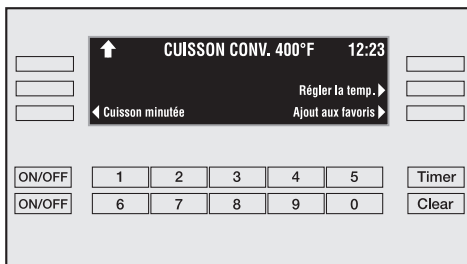 CUISSON CONV. 400°F 12:23
Régler la temp.
Cuisson minutée Ajout aux favoris
ON/OFF 1 2 3 4 5 Timer
ON/OFF 6 7 8 9 0 Clear